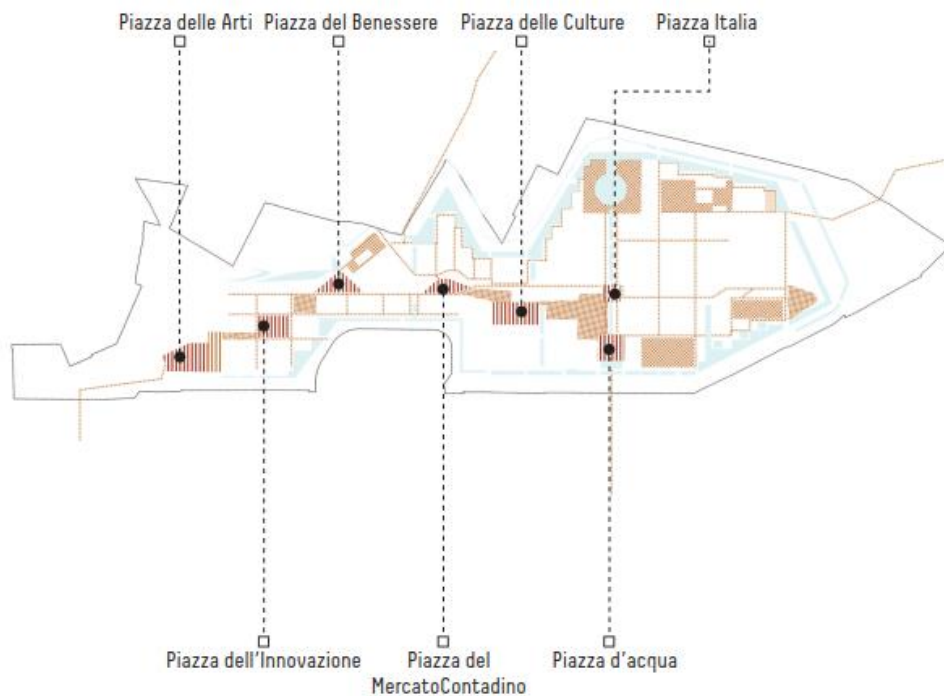 Piazza delle Arti
Piazza del Benessere
Piazza delle Culture
Piazza Italia
Piazza dell'Innovazione
Piazza del
MercatoContadino
Piazza d'acqua